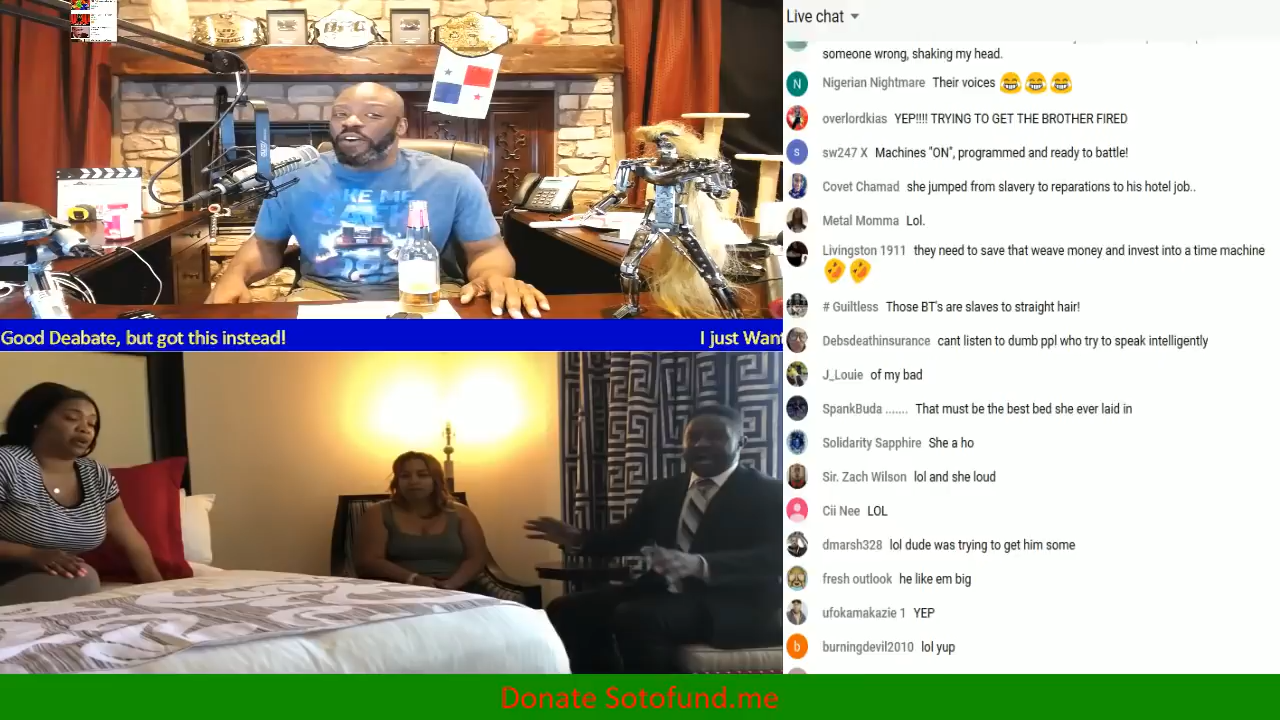 Live chat
someone wrong, shaking my head.
Nigerian Nightmare Their voices 😂😂😂
overlordkias YEP!!!! TRYING TO GET THE BROTHER FIRED
sw247 X Machines "ON", programmed and ready to battle!
Covet Chamad she jumped from slavery to reparations to his hotel job..
Metal Momma Lol.
Livingston 1911 they need to save that weave money and invest into a time machine
🤣🤣
# Guiltless Those BT's are slaves to straight hair!
Debsdeathinsurance cant listen to dumb ppl who try to speak intelligently
J_Louie of my bad
SpankBuda ....... That must be the best bed she ever laid in
Solidarity Sapphire She a ho
Sir. Zach Wilson lol and she loud
Cii Nee LOL
dmarsh328 lol dude was trying to get him some
fresh outlook he like em big
ufokamakazie 1 YEP
burningdevil2010 lol yup
Good Deabate, but got this instead!
I just Want
Donate Sotofund.me